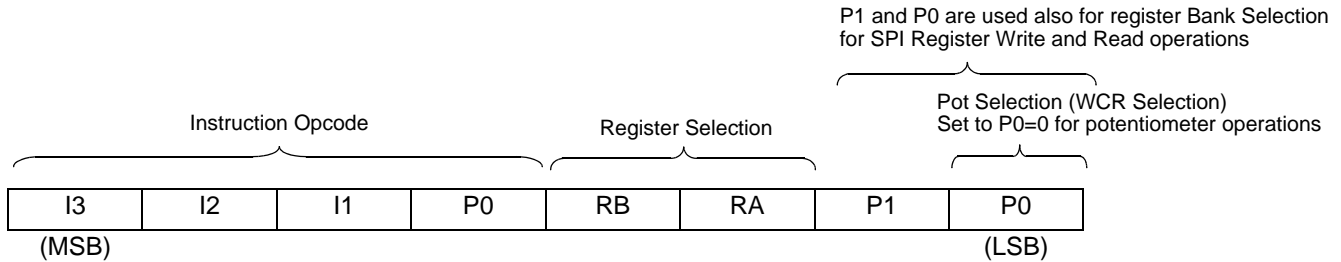 P1 and P0 are used also for register Bank Selection
for SPI Register Write and Read operations
Pot Selection (WCR Selection)
Set to P0=0 for potentiometer operations
Instruction Opcode
Register Selection
I3 I2 I1 P0 RB RA P1 P0
(MSB) (LSB)